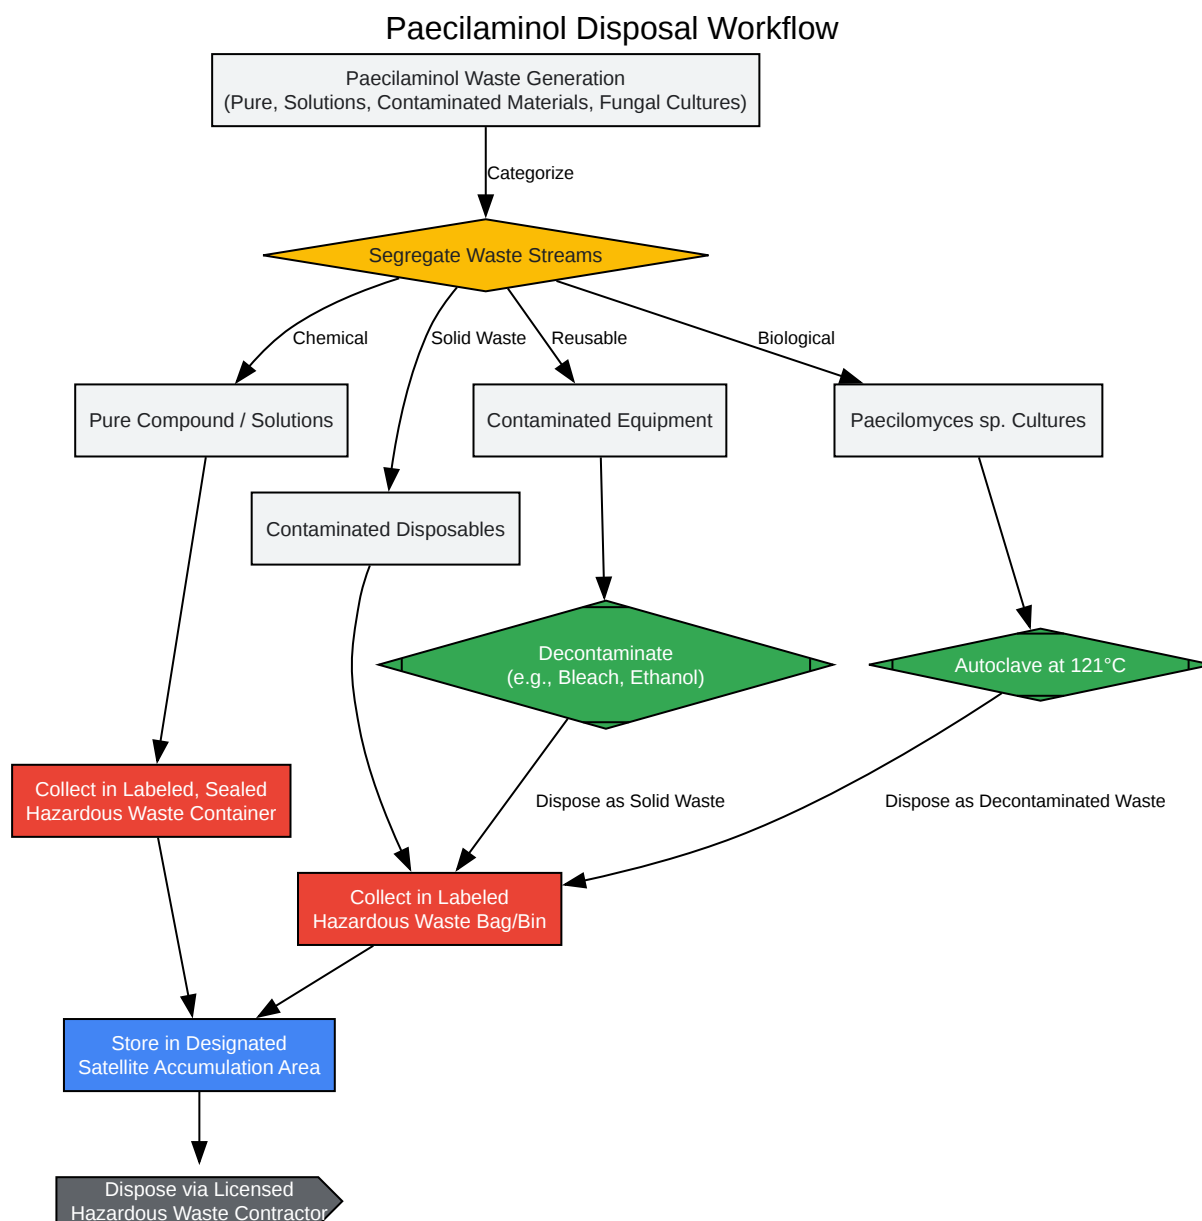 Paecilaminol Disposal Workflow
Paecilaminol Waste Generation
(Pure, Solutions, Contaminated Materials, Fungal Cultures)
Categorize
Segregate Waste Streams
Chemical
Solid Waste
Reusable
Biological
Pure Compound / Solutions
Contaminated Equipment
Paecilomyces sp. Cultures
Contaminated Disposables
Decontaminate
(e.g., Bleach, Ethanol)
Autoclave at 121°C
Collect in Labeled, Sealed
Hazardous Waste Container
Dispose as Solid Waste
Dispose as Decontaminated Waste
Collect in Labeled
Hazardous Waste Bag/Bin
Store in Designated
Satellite Accumulation Area
Dispose via Licensed
Hazardous Waste Contractor